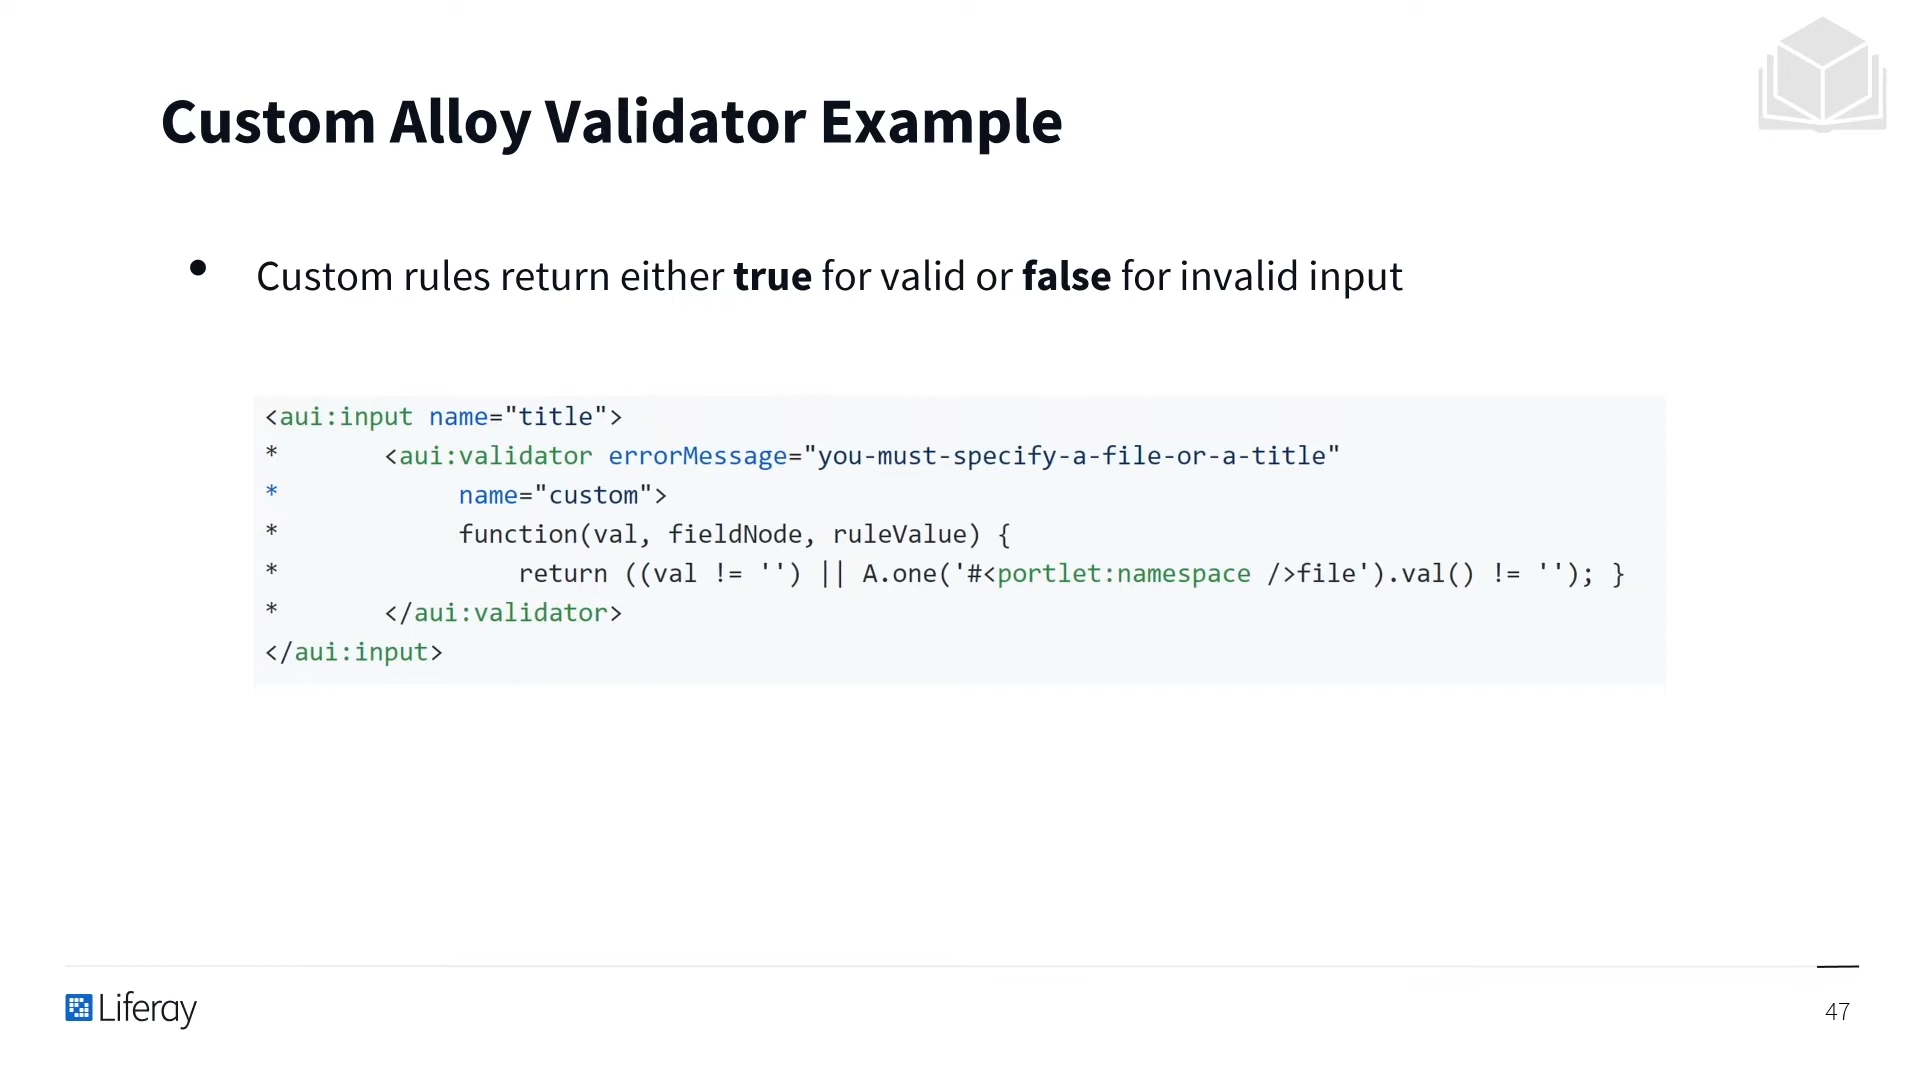 Custom Alloy Validator Example
• Custom rules return either true for valid or false for invalid input
<aui:input name="title">
*       <aui:validator errorMessage="you-must-specify-a-file-or-a-title"
*            name="custom">
*            function(val, fieldNode, ruleValue) {
*                return ((val != '') || A.one('#<portlet:namespace />file').val() != ''); }
*       </aui:validator>
</aui:input>
Liferay
47